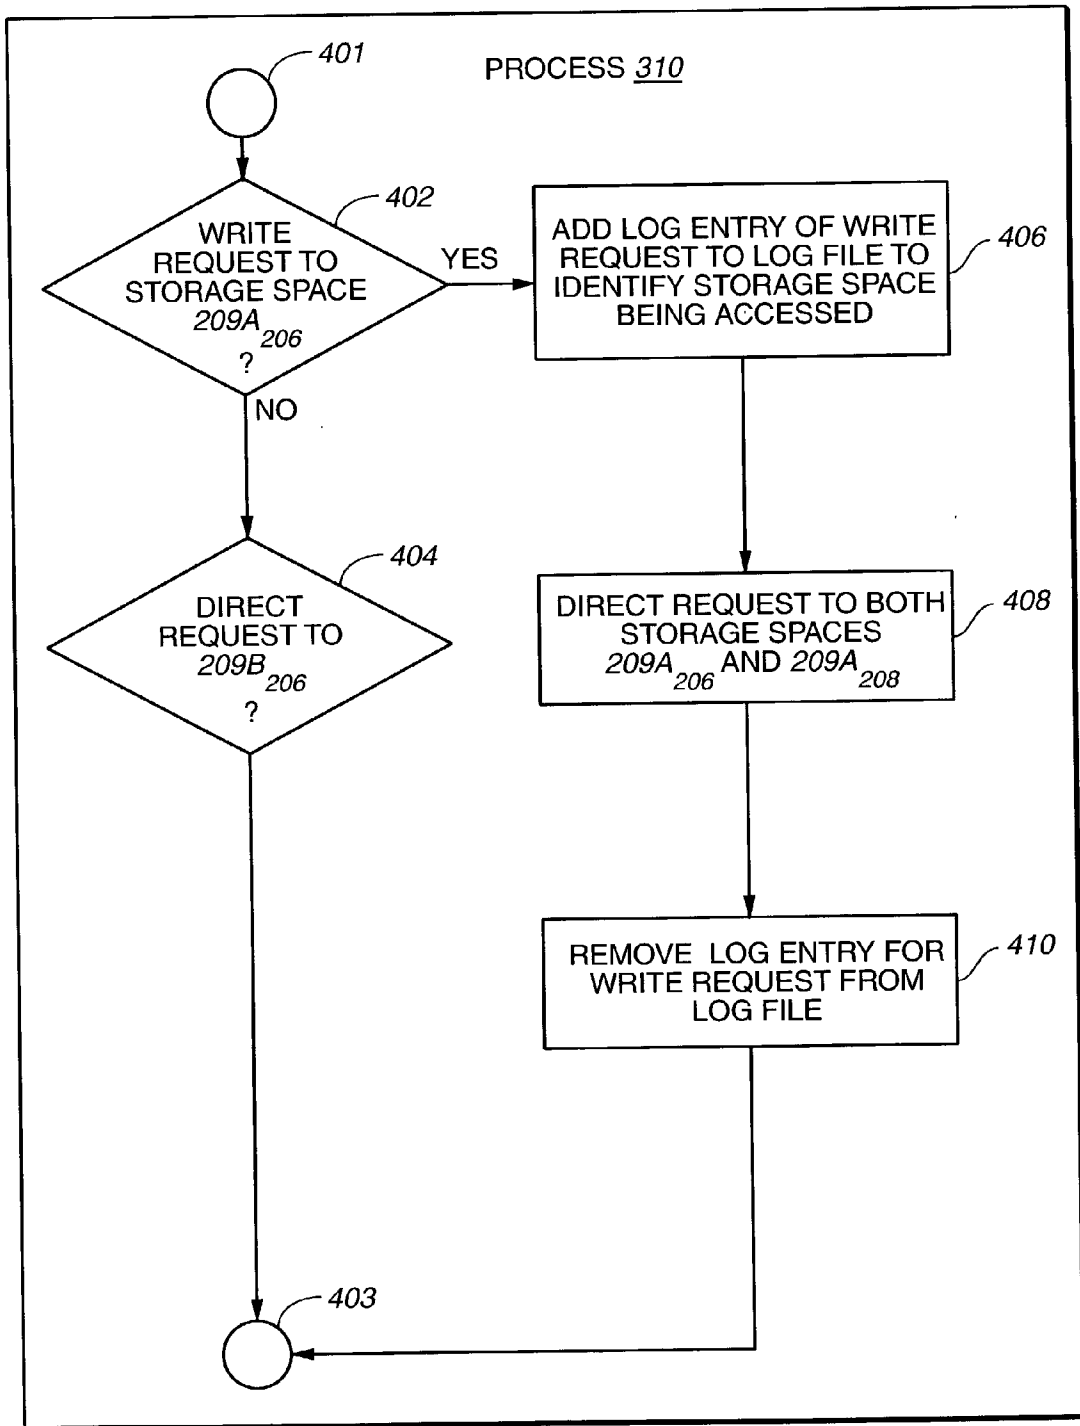 401
PROCESS 310
402
WRITE
REQUEST TO
STORAGE SPACE
209A206
?
YES
NO
ADD LOG ENTRY OF WRITE
REQUEST TO LOG FILE TO
IDENTIFY STORAGE SPACE
BEING ACCESSED
406
404
DIRECT
REQUEST TO
209B206
?
DIRECT REQUEST TO BOTH
STORAGE SPACES
209A206 AND 209A208
408
REMOVE LOG ENTRY FOR
WRITE REQUEST FROM
LOG FILE
410
403